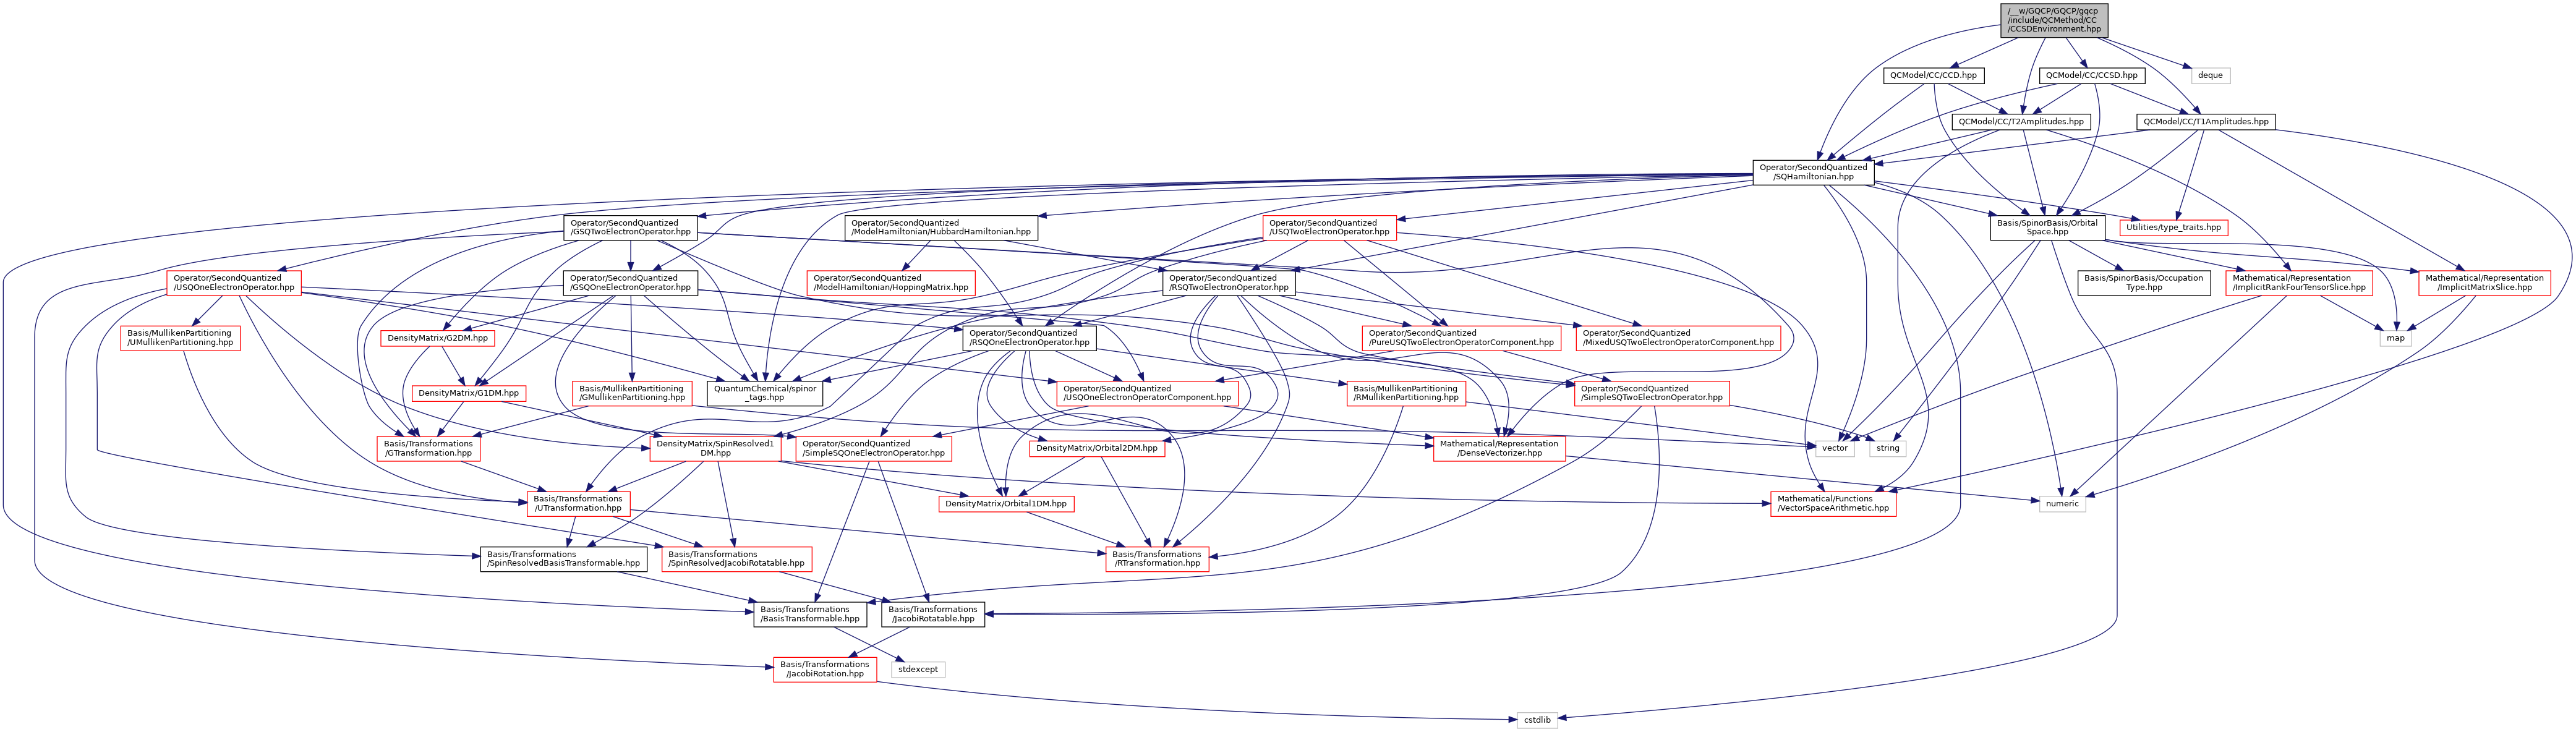 /__w/GQCP/GQCP/gqcp
/include/QCMethod/CC
/CCSDEnvironment.hpp
QCModel/CC/CCD.hpp
QCModel/CC/CCSD.hpp
deque
QCModel/CC/T2Amplitudes.hpp
QCModel/CC/T1Amplitudes.hpp
Operator/SecondQuantized
/SQHamiltonian.hpp
Operator/SecondQuantized
/GSQTwoElectronOperator.hpp
Operator/SecondQuantized
/ModelHamiltonian/HubbardHamiltonian.hpp
Operator/SecondQuantized
/USQTwoElectronOperator.hpp
Basis/SpinorBasis/Orbital
Space.hpp
Utilities/type_traits.hpp
Operator/SecondQuantized
/USQOneElectronOperator.hpp
Operator/SecondQuantized
/GSQOneElectronOperator.hpp
Operator/SecondQuantized
/ModelHamiltonian/HoppingMatrix.hpp
Operator/SecondQuantized
/RSQTwoElectronOperator.hpp
Basis/SpinorBasis/Occupation
Type.hpp
Mathematical/Representation
/ImplicitRankFourTensorSlice.hpp
Mathematical/Representation
/ImplicitMatrixSlice.hpp
Basis/MullikenPartitioning
/UMullikenPartitioning.hpp
DensityMatrix/G2DM.hpp
Operator/SecondQuantized
/RSQOneElectronOperator.hpp
Operator/SecondQuantized
/PureUSQTwoElectronOperatorComponent.hpp
Operator/SecondQuantized
/MixedUSQTwoElectronOperatorComponent.hpp
map
DensityMatrix/G1DM.hpp
Basis/MullikenPartitioning
/GMullikenPartitioning.hpp
QuantumChemical/spinor
_tags.hpp
Operator/SecondQuantized
/USQOneElectronOperatorComponent.hpp
Basis/MullikenPartitioning
/RMullikenPartitioning.hpp
Operator/SecondQuantized
/SimpleSQTwoElectronOperator.hpp
Basis/Transformations
/GTransformation.hpp
DensityMatrix/SpinResolved1
DM.hpp
Operator/SecondQuantized
/SimpleSQOneElectronOperator.hpp
DensityMatrix/Orbital2DM.hpp
Mathematical/Representation
/DenseVectorizer.hpp
vector
string
Basis/Transformations
/UTransformation.hpp
DensityMatrix/Orbital1DM.hpp
Mathematical/Functions
/VectorSpaceArithmetic.hpp
numeric
Basis/Transformations
/SpinResolvedBasisTransformable.hpp
Basis/Transformations
/SpinResolvedJacobiRotatable.hpp
Basis/Transformations
/RTransformation.hpp
Basis/Transformations
/BasisTransformable.hpp
Basis/Transformations
/JacobiRotatable.hpp
Basis/Transformations
/JacobiRotation.hpp
stdexcept
cstdlib